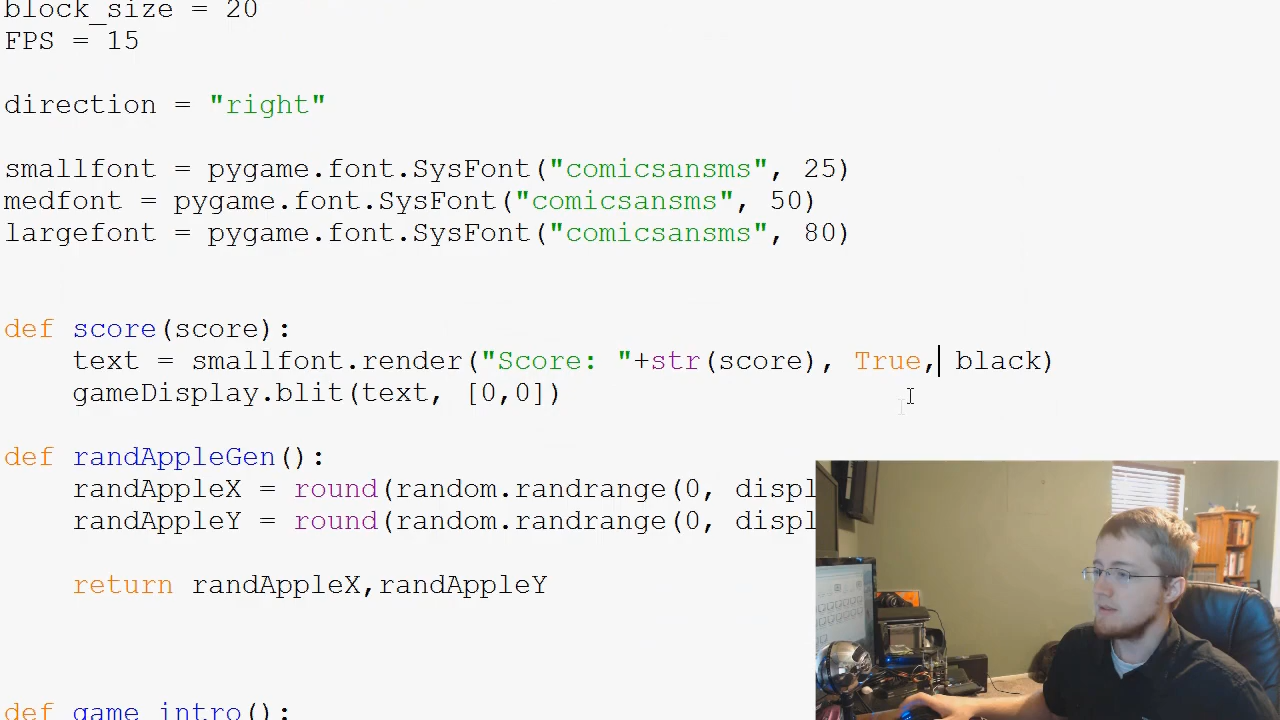 block_size = 20
FPS = 15
direction = "right"
smallfont = pygame.font.SysFont("comicsansms", 25)
medfont = pygame.font.SysFont("comicsansms", 50)
largefont = pygame.font.SysFont("comicsansms", 80)
def score(score):
    text = smallfont.render("Score: "+str(score), True, black)
    gameDisplay.blit(text, [0,0])
def randAppleGen():
    randAppleX = round(random.randrange(0, displ
    randAppleY = round(random.randrange(0, displ
    return randAppleX,randAppleY
def game_intro():